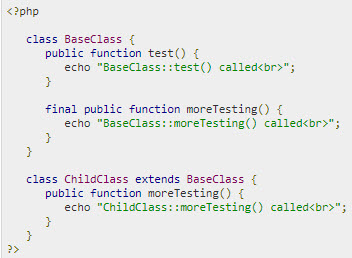 <?php
class BaseClass {
public function test() {
echo "BaseClass::test() called<br>";
}
final public function moreTesting() {
echo "BaseClass::moreTesting() called<br>";
}
}
class ChildClass extends BaseClass {
public function moreTesting() {
echo "ChildClass::moreTesting() called<br>";
}
}
?>